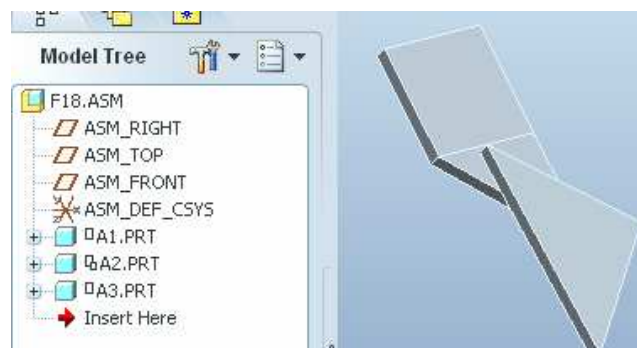 Model Tree
F18.ASM
ASM_RIGHT
ASM_TOP
ASM_FRONT
ASM_DEF_CSYS
A1.PRT
A2.PRT
A3.PRT
Insert Here